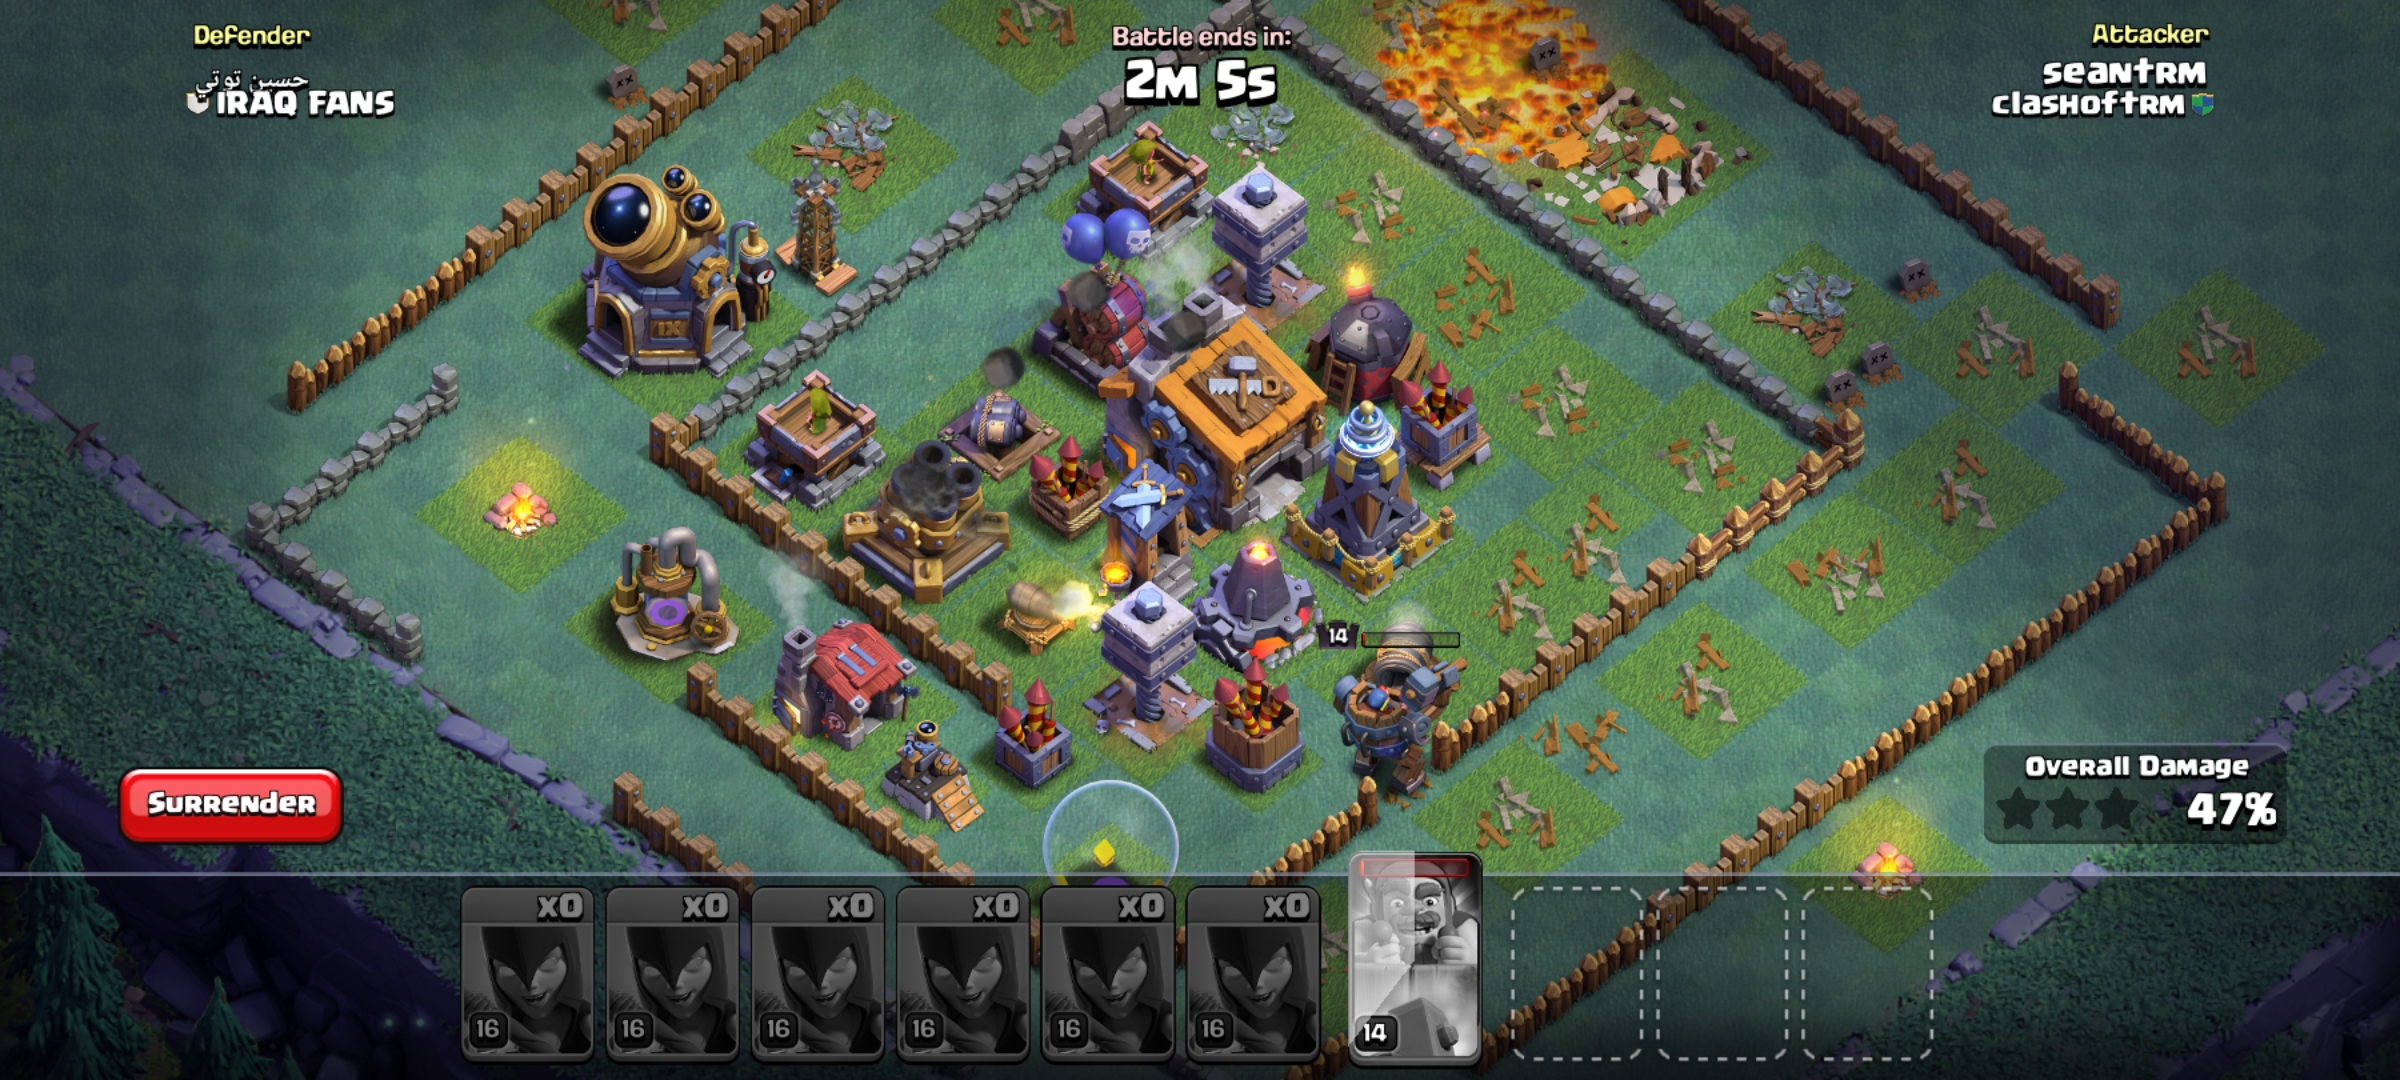 Defender
حسين توتي
IRAQ FANS
Battle ends in:
2M 5s
Attacker
seantRM
clashoftRM
IX
14
Surrender
Overall Damage
47%
x0
x0
x0
x0
x0
x0
16
16
16
16
16
16
14